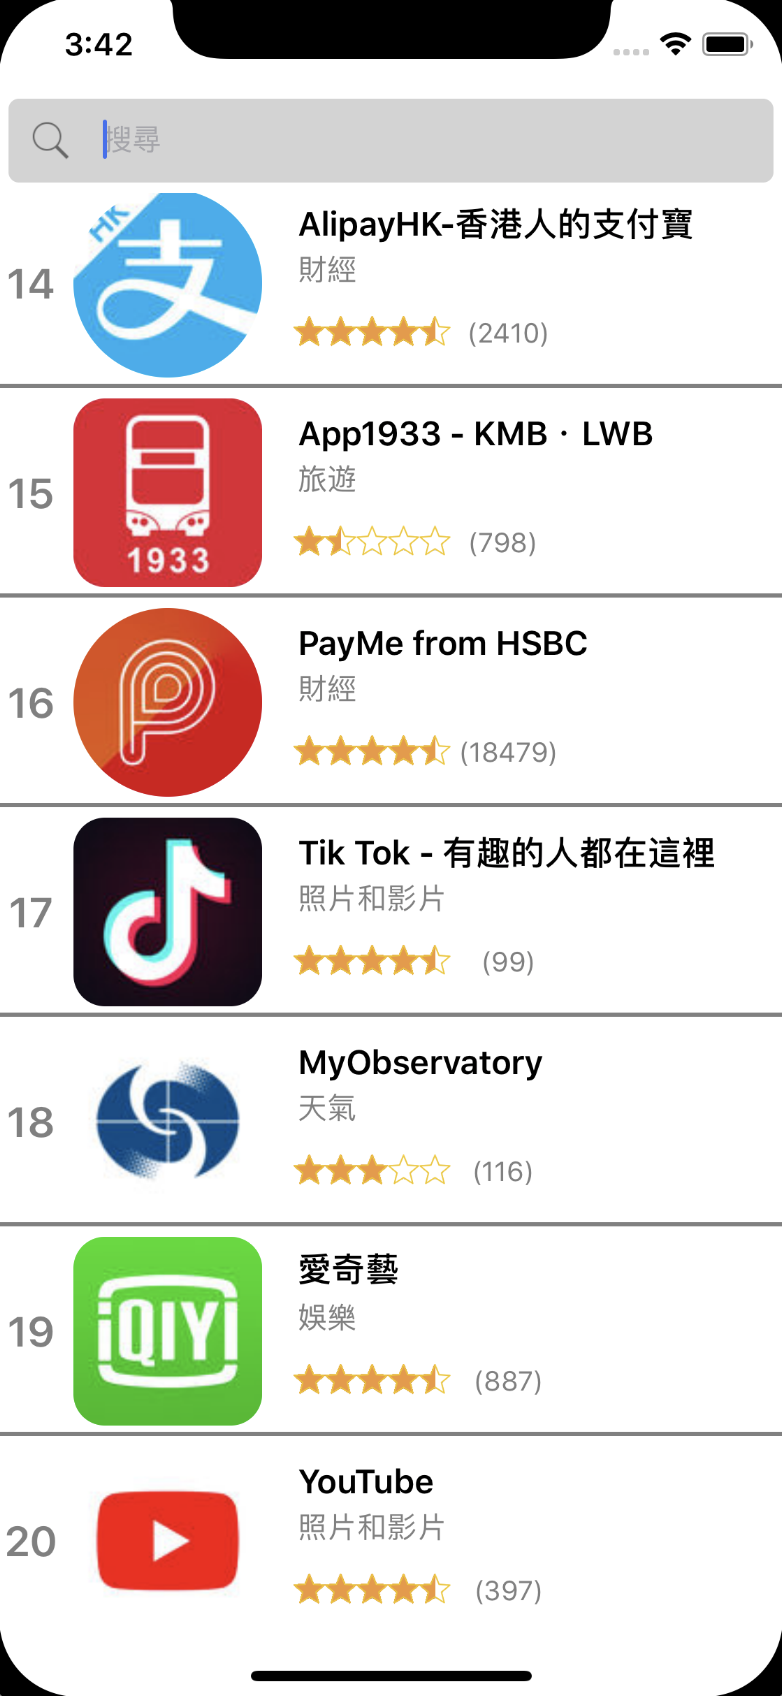 3:42
搜尋
14
HK
支
AlipayHK-香港人的支付寶
財經
(2410)
15
1933
App1933 - KMB · LWB
旅遊
(798)
16
PayMe from HSBC
財經
(18479)
17
Tik Tok - 有趣的人都在這裡
照片和影片
(99)
18
MyObservatory
天氣
(116)
19
iQIYI
愛奇藝
娛樂
(887)
20
YouTube
照片和影片
(397)